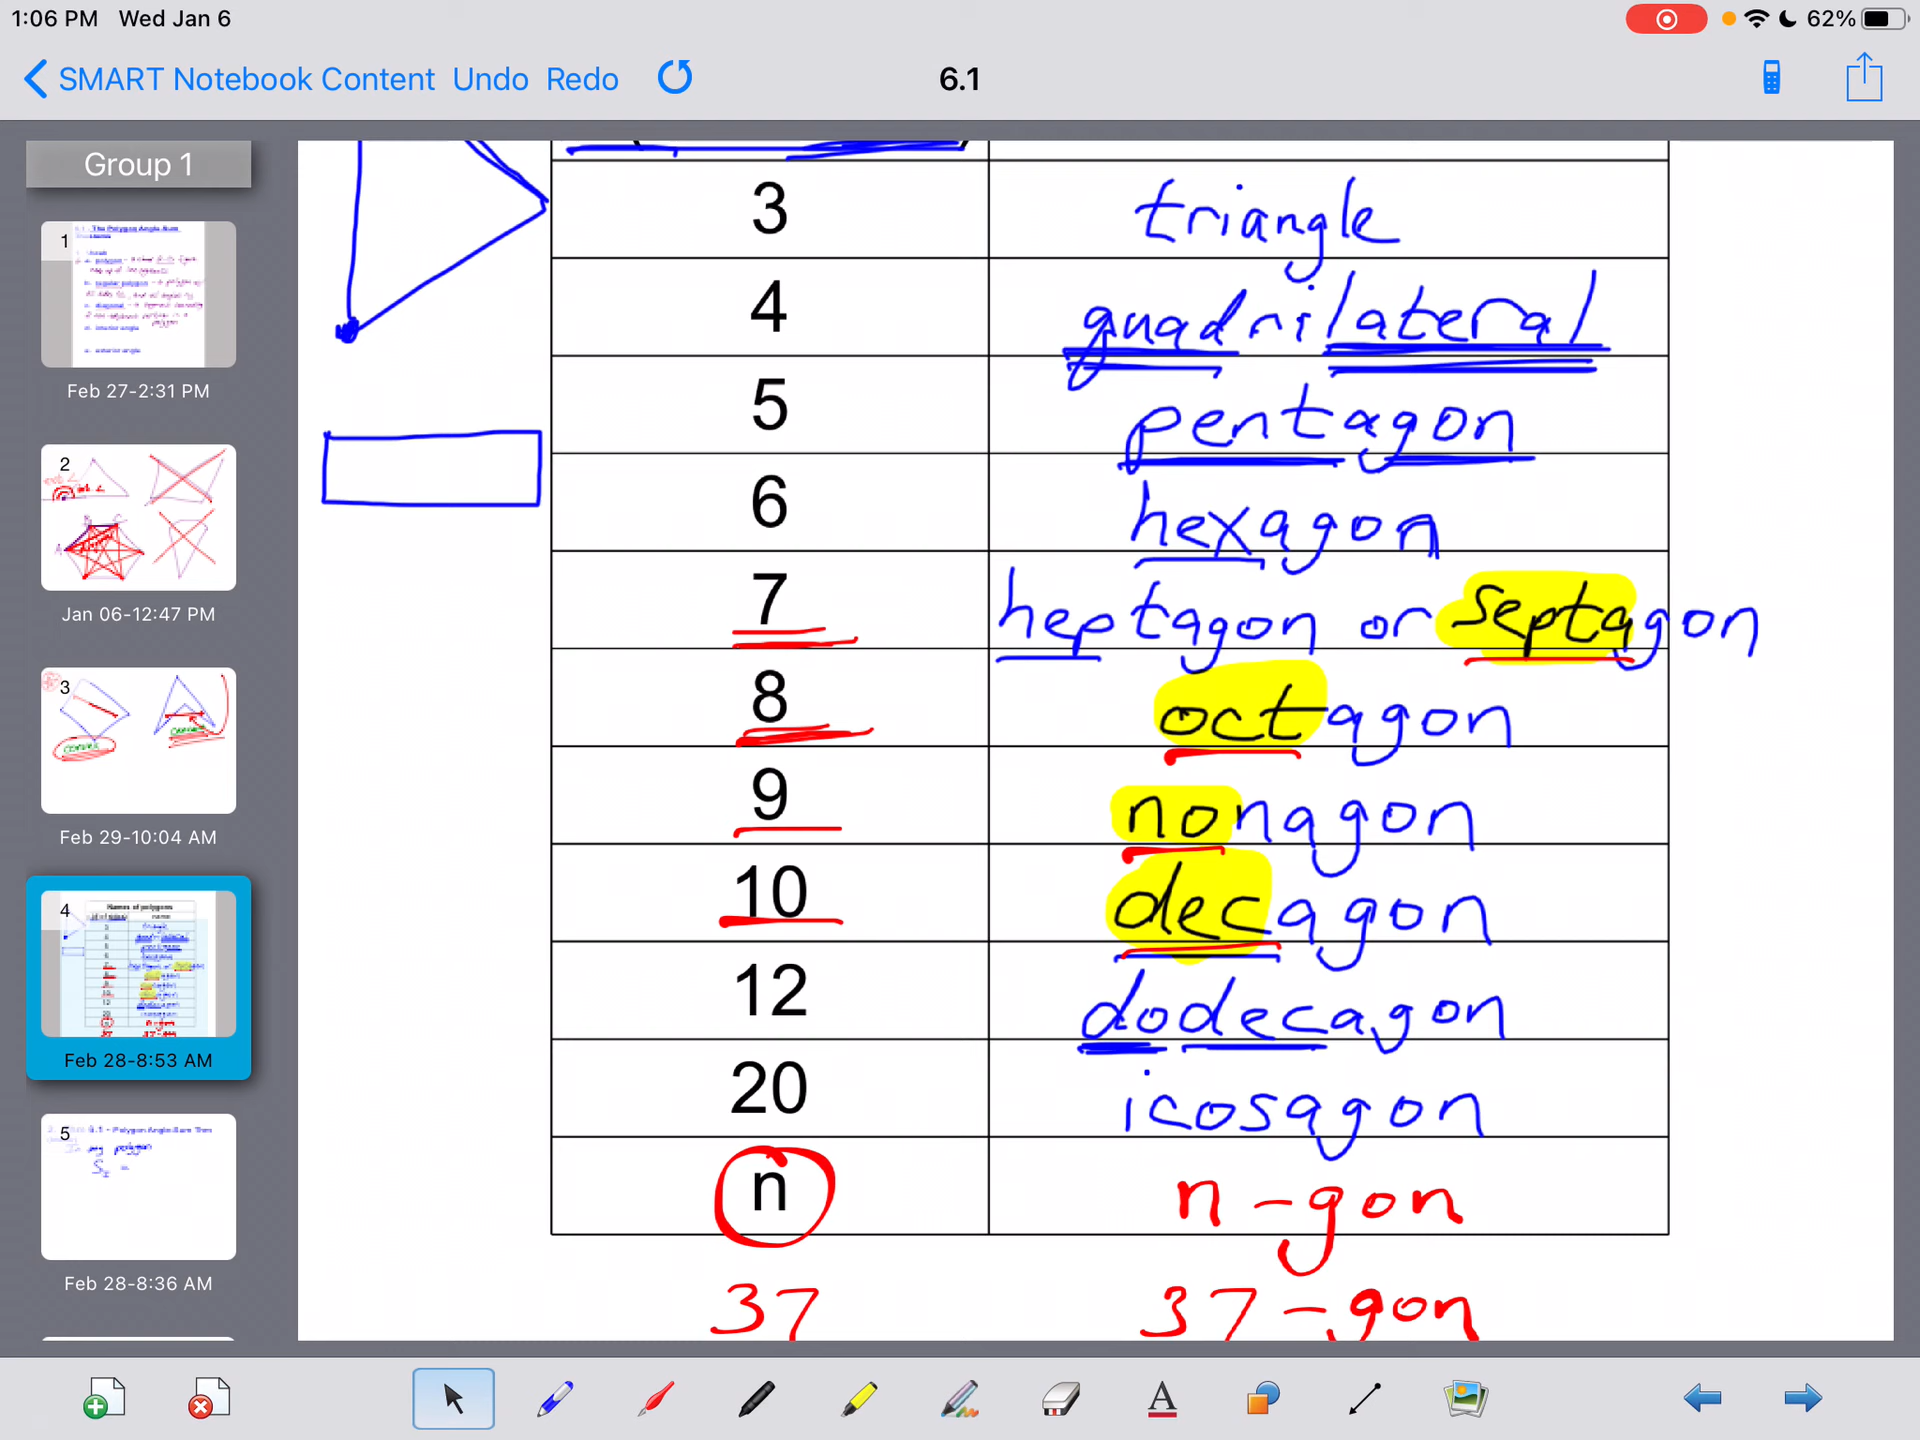 1:06 PM Wed Jan 6
62%
SMART Notebook Content Undo Redo
6.1
Group 1
1
Feb 27-2:31 PM
2
Jan 06-12:47 PM
3
Feb 29-10:04 AM
4
Names of polygons
Feb 28-8:53 AM
5
Feb 28-8:36 AM
3 triangle
4 quadrilateral
5 pentagon
6 hexagon
7 heptagon or septagon
8 octagon
9 nonagon
10 decagon
12 dodecagon
20 icosagon
n n-gon
37 37-gon
A